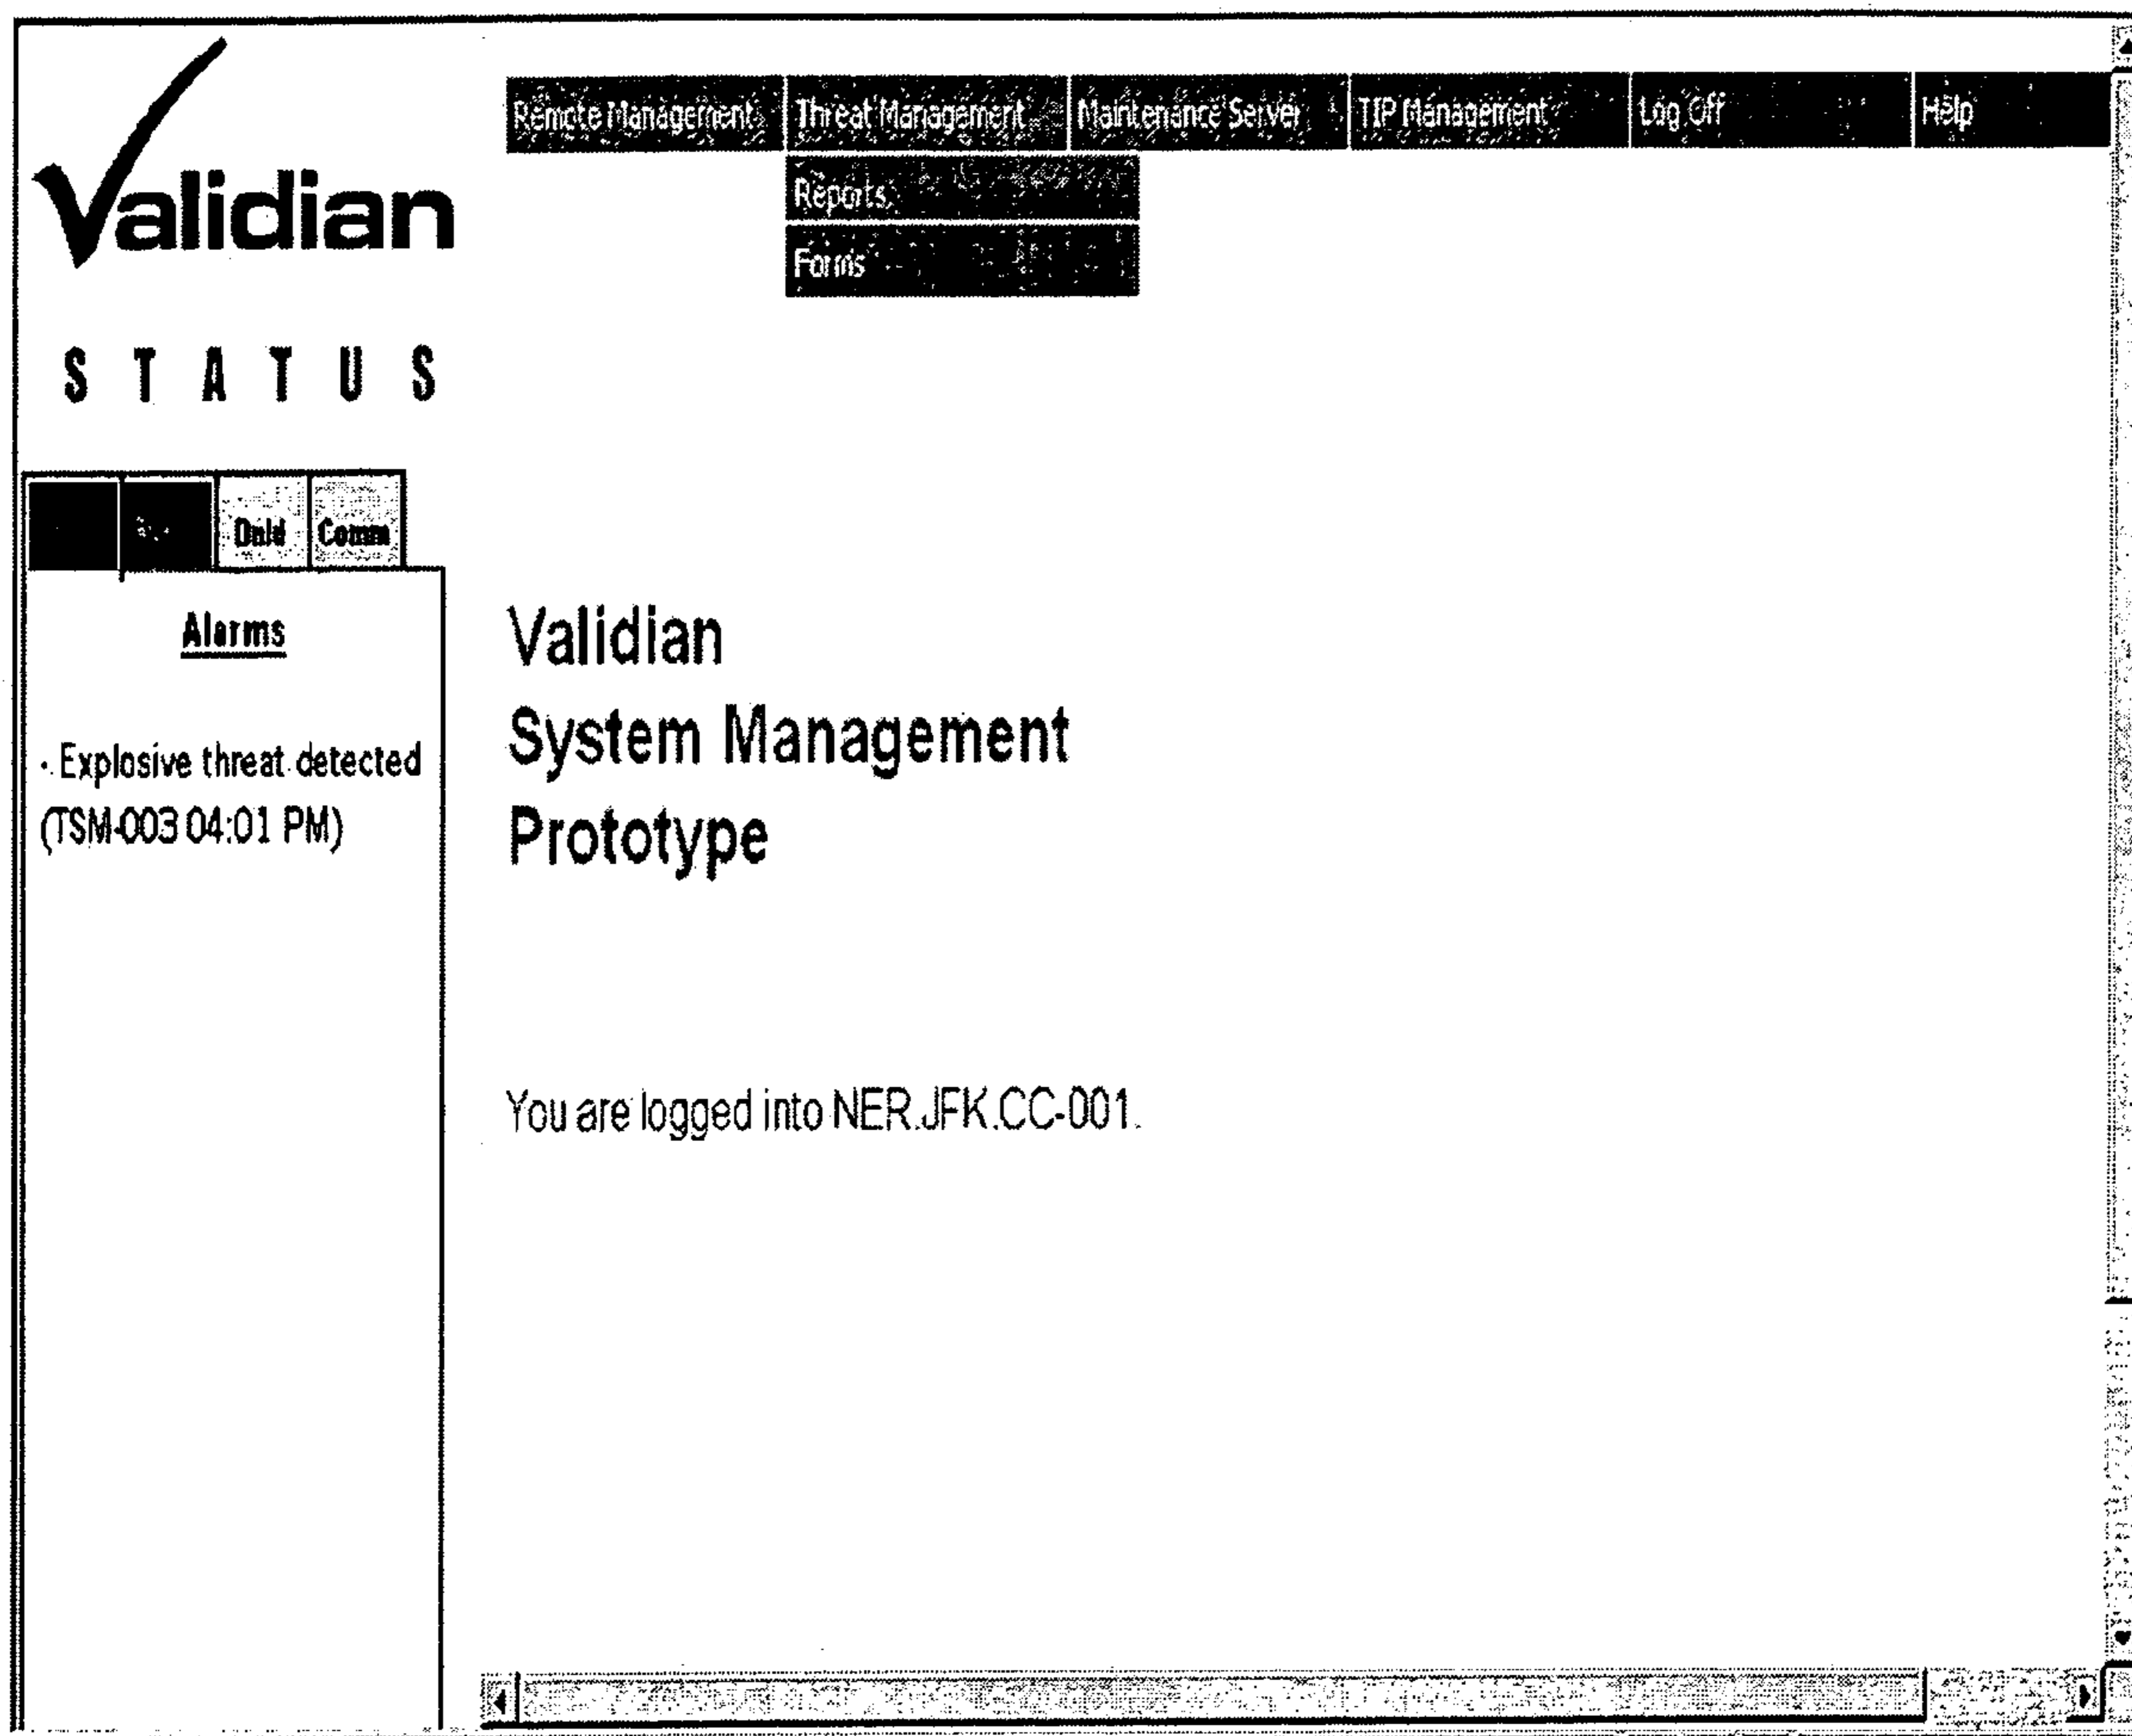 Validian
Remote Management Threat Management Maintenance Server TIP Management Log Off Help
Reports
Forms
STATUS
Dnld Comm
Alarms
· Explosive threat detected
(TSM-003 04:01 PM)
Validian
System Management
Prototype
You are logged into NER.JFK.CC-001.